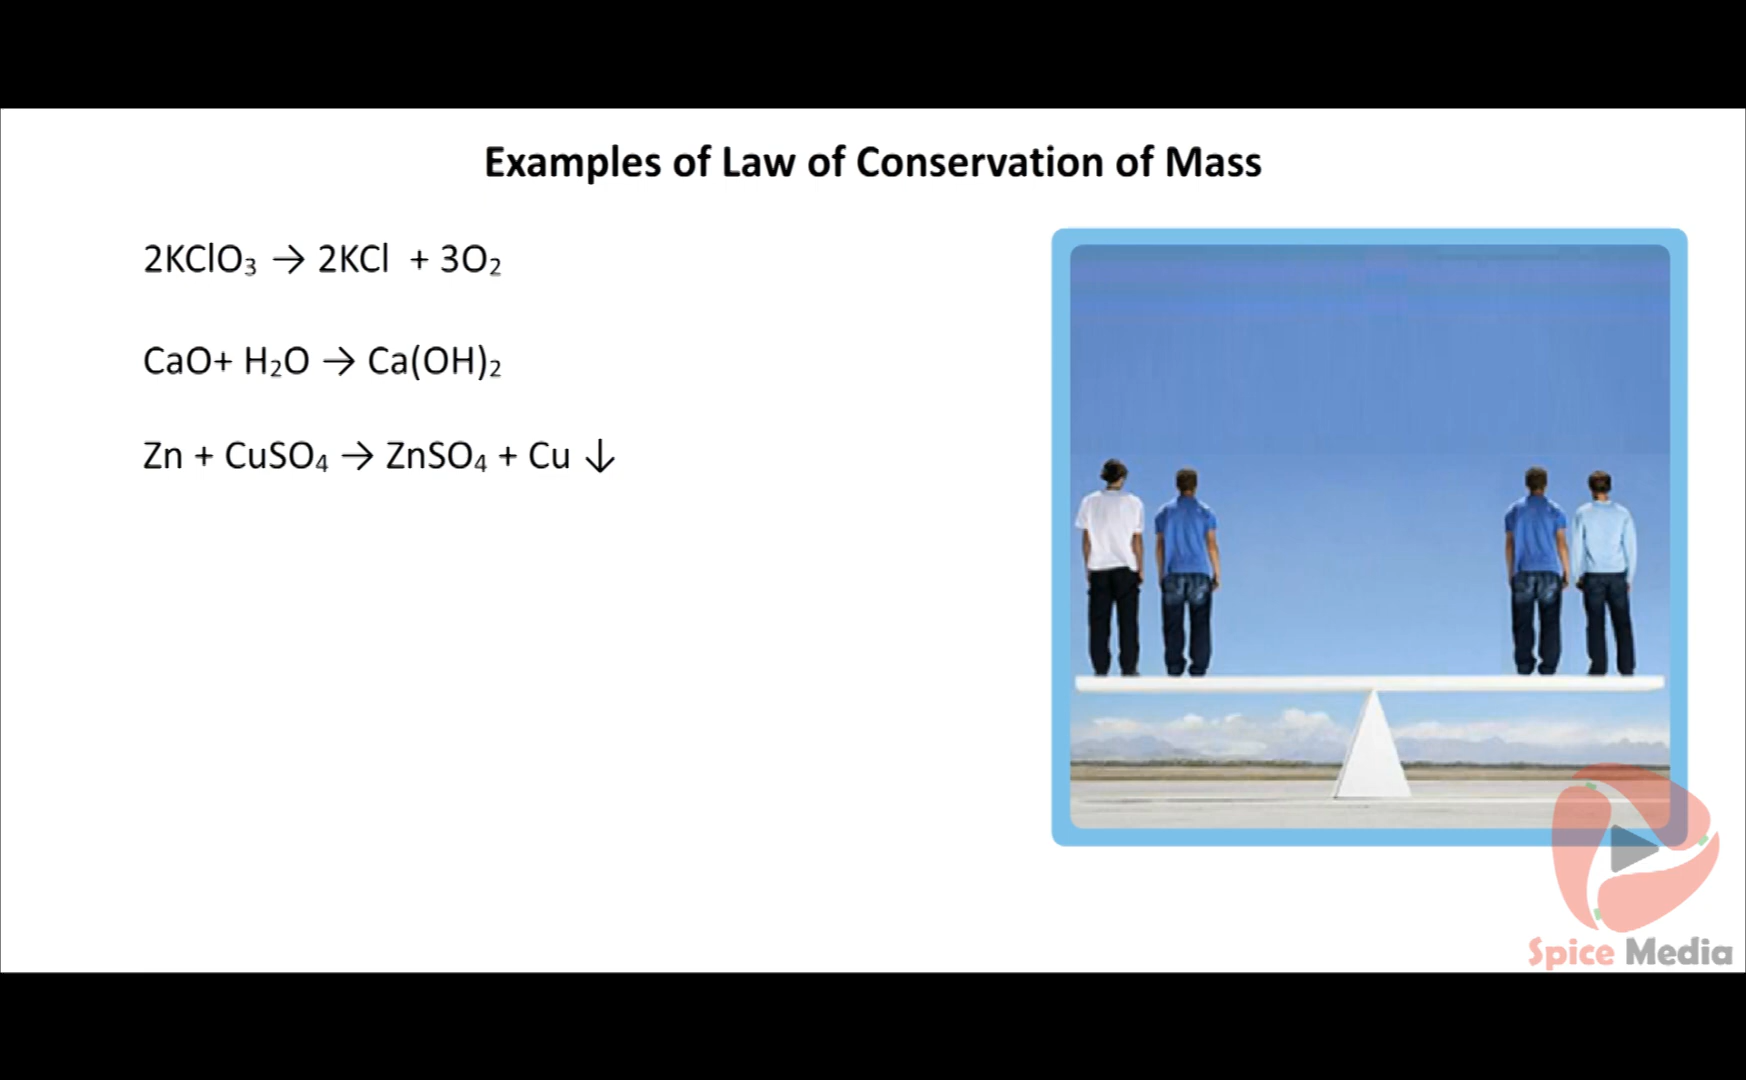 Examples of Law of Conservation of Mass
2KClO₃ → 2KCl + 3O₂
CaO+ H₂O → Ca(OH)₂
Zn + CuSO₄ → ZnSO₄ + Cu ↓
Spice Media